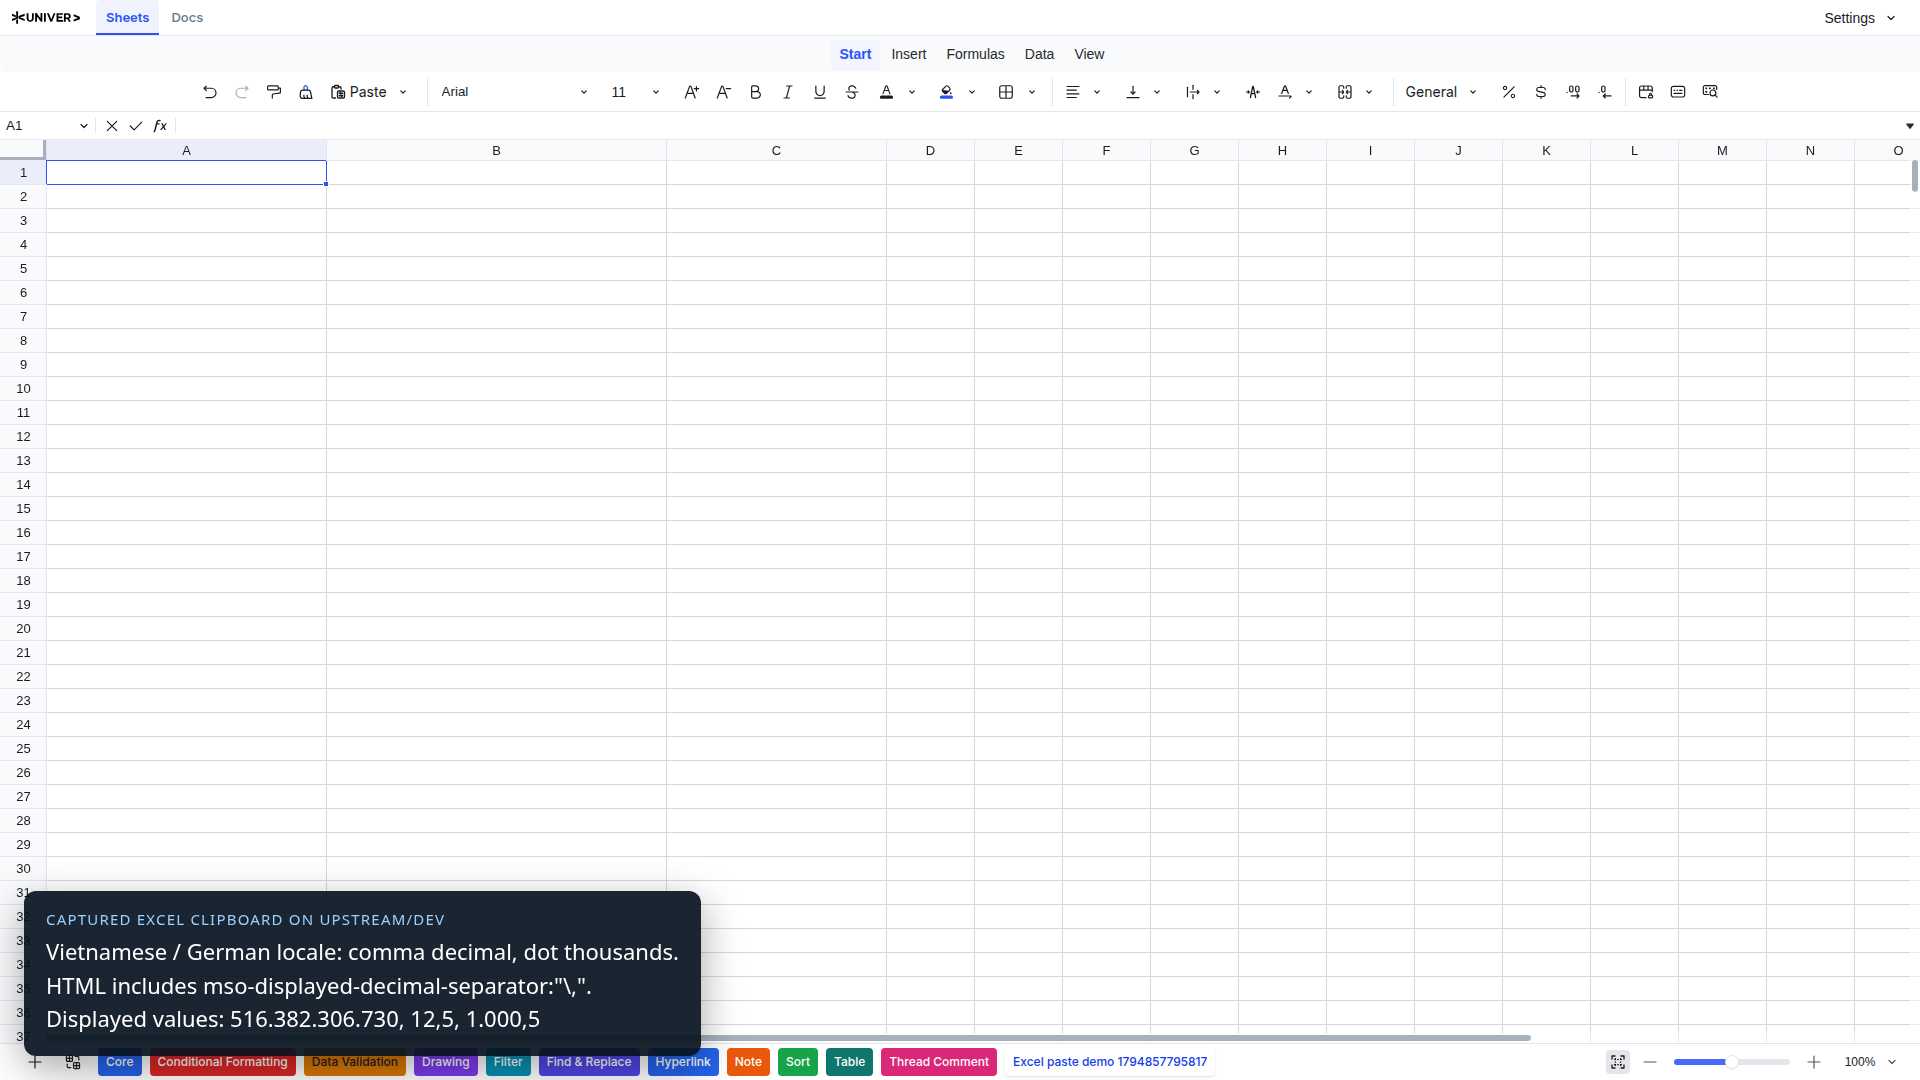 UNIVER
Sheets
Docs
Settings
Start
Insert
Formulas
Data
View
Paste
Arial
11
General
A1
fx
A B C D E F G H I J K L M N O
1
2
3
4
5
6
7
8
9
10
11
12
13
14
15
16
17
18
19
20
21
22
23
24
25
26
27
28
29
30
31
CAPTURED EXCEL CLIPBOARD ON UPSTREAM/DEV
Vietnamese / German locale: comma decimal, dot thousands.
HTML includes mso-displayed-decimal-separator:"\,".
Displayed values: 516.382.306.730, 12,5, 1.000,5
Core
Conditional Formatting
Data Validation
Drawing
Filter
Find & Replace
Hyperlink
Note
Sort
Table
Thread Comment
Excel paste demo 1794857795817
100%